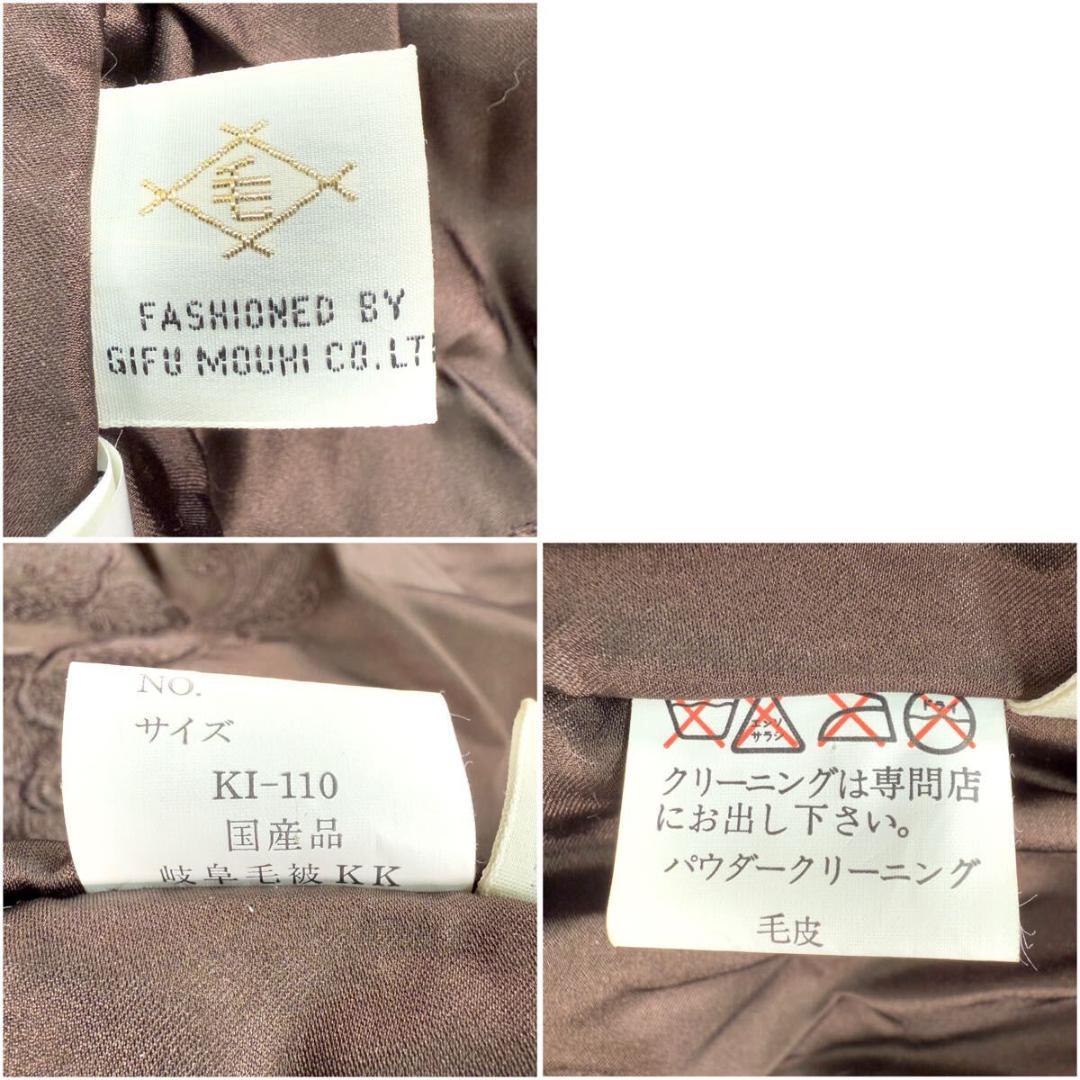 毛
FASHIONED BY
GIFU MOUHI CO.LT
NO.
サイズ
KI-110
国産品
岐阜毛被KK
エンソ
サラシ
ドライ
クリーニングは専門店
にお出し下さい。
パウダークリーニング
毛皮